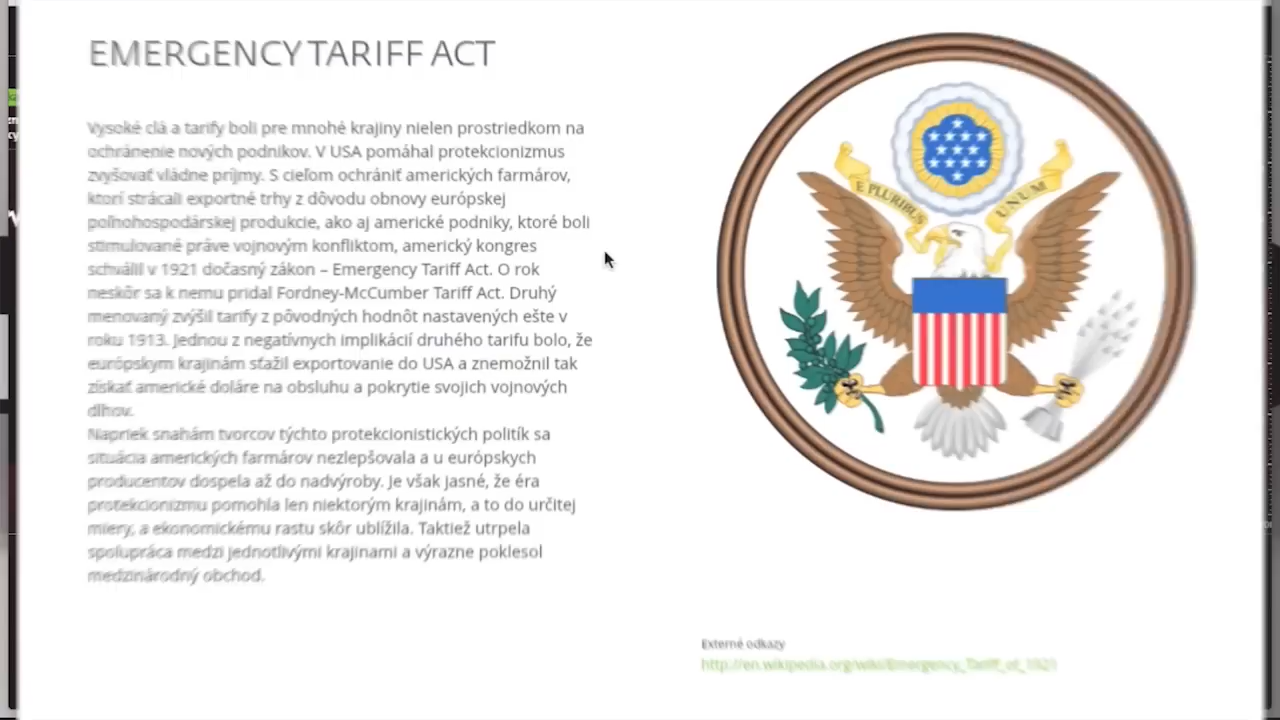 EMERGENCY TARIFF ACT
Vysoké clá a tarify boli pre mnohé krajiny nielen prostriedkom na
ochránenie nových podnikov. V USA pomáhal protekcionizmus
zvyšovať vládne príjmy. S cieľom ochrániť amerických farmárov,
ktorí strácali exportné trhy z dôvodu obnovy európskej
poľnohospodárskej produkcie, ako aj americké podniky, ktoré boli
stimulované práve vojnovým konfliktom, americký kongres
schválil v 1921 dočasný zákon – Emergency Tariff Act. O rok
neskôr sa k nemu pridal Fordney-McCumber Tariff Act. Druhý
menovaný zvýšil tarify z pôvodných hodnôt nastavených ešte v
roku 1913. Jednou z negatívnych implikácií druhého tarifu bolo, že
európskym krajinám sťažil exportovanie do USA a znemožnil tak
získať americké doláre na obsluhu a pokrytie svojich vojnových
dlhov.
Napriek snahám tvorcov týchto protekcionistických politík sa
situácia amerických farmárov nezlepšovala a u európskych
producentov dospela až do nadvýroby. Je však jasné, že éra
protekcionizmu pomohla len niektorým krajinám, a to do určitej
miery, a ekonomickému rastu skôr ublížila. Taktiež utrpela
spolupráca medzi jednotlivými krajinami a výrazne poklesol
medzinárodný obchod.
E PLURIBUS UNUM
Externé odkazy
http://en.wikipedia.org/wiki/Emergency_Tariff_of_1921